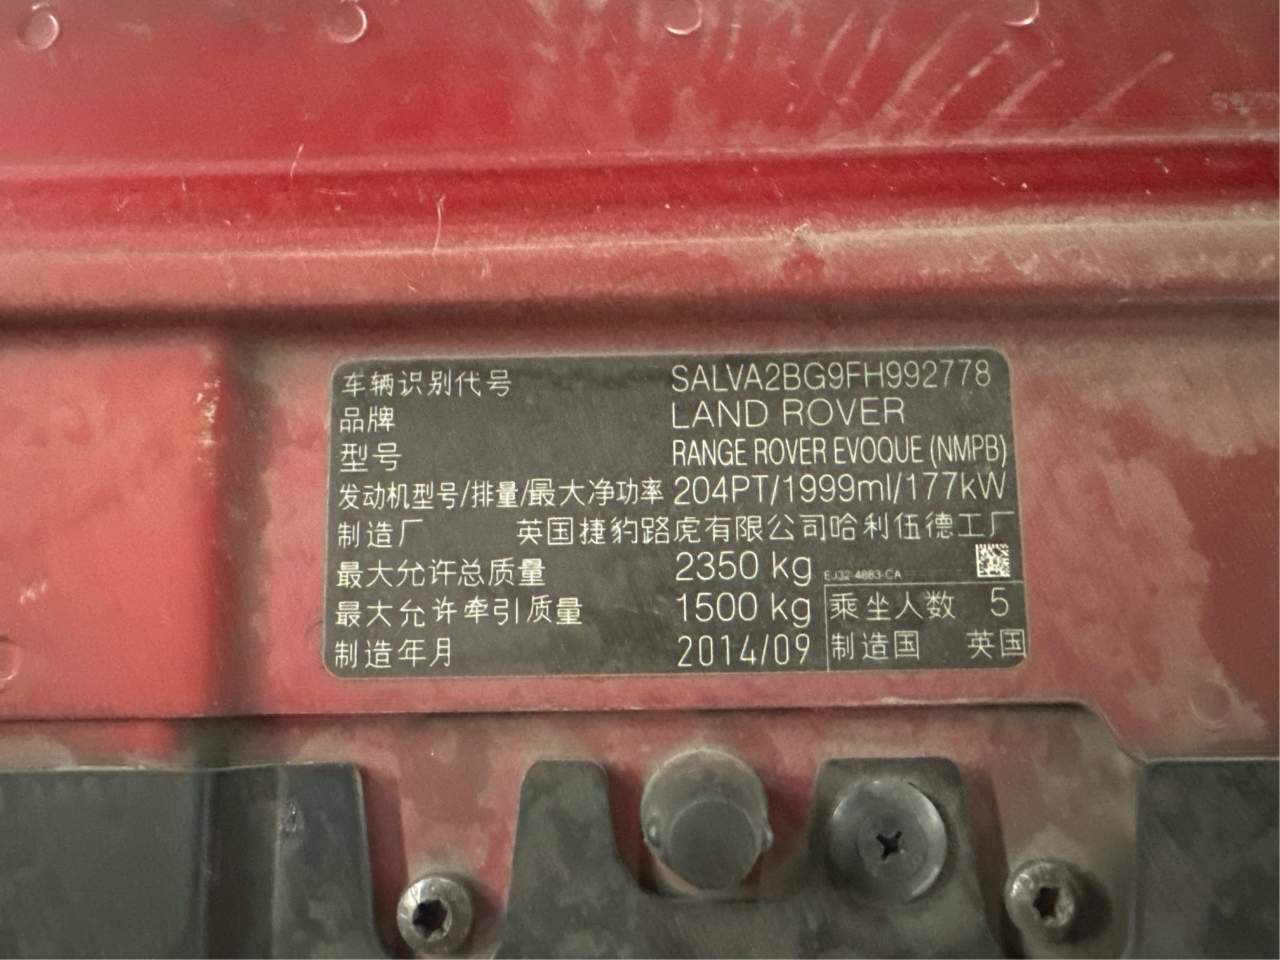 车辆识别代号 SALVA2BG9FH992778
品牌 LAND ROVER
型号 RANGE ROVER EVOQUE (NMPB)
发动机型号/排量/最大净功率 204PT/1999ml/177kW
制造厂 英国捷豹路虎有限公司哈利伍德工厂
最大允许总质量 2350 kg EJ32-4883-CA
最大允许牵引质量 1500 kg 乘坐人数 5
制造年月 2014/09 制造国 英国